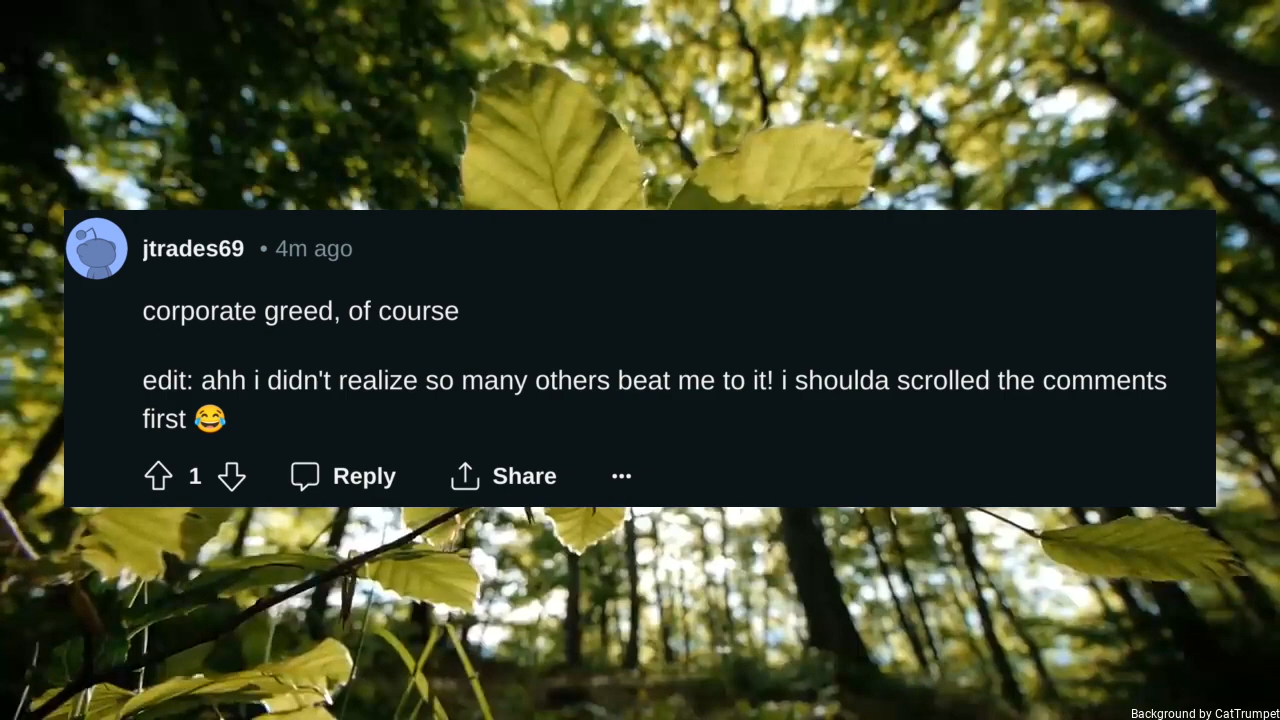 jtrades69 • 4m ago
corporate greed, of course
edit: ahh i didn't realize so many others beat me to it! i shoulda scrolled the comments
first 😂
1 Reply Share ···
Background by CatTrumpet